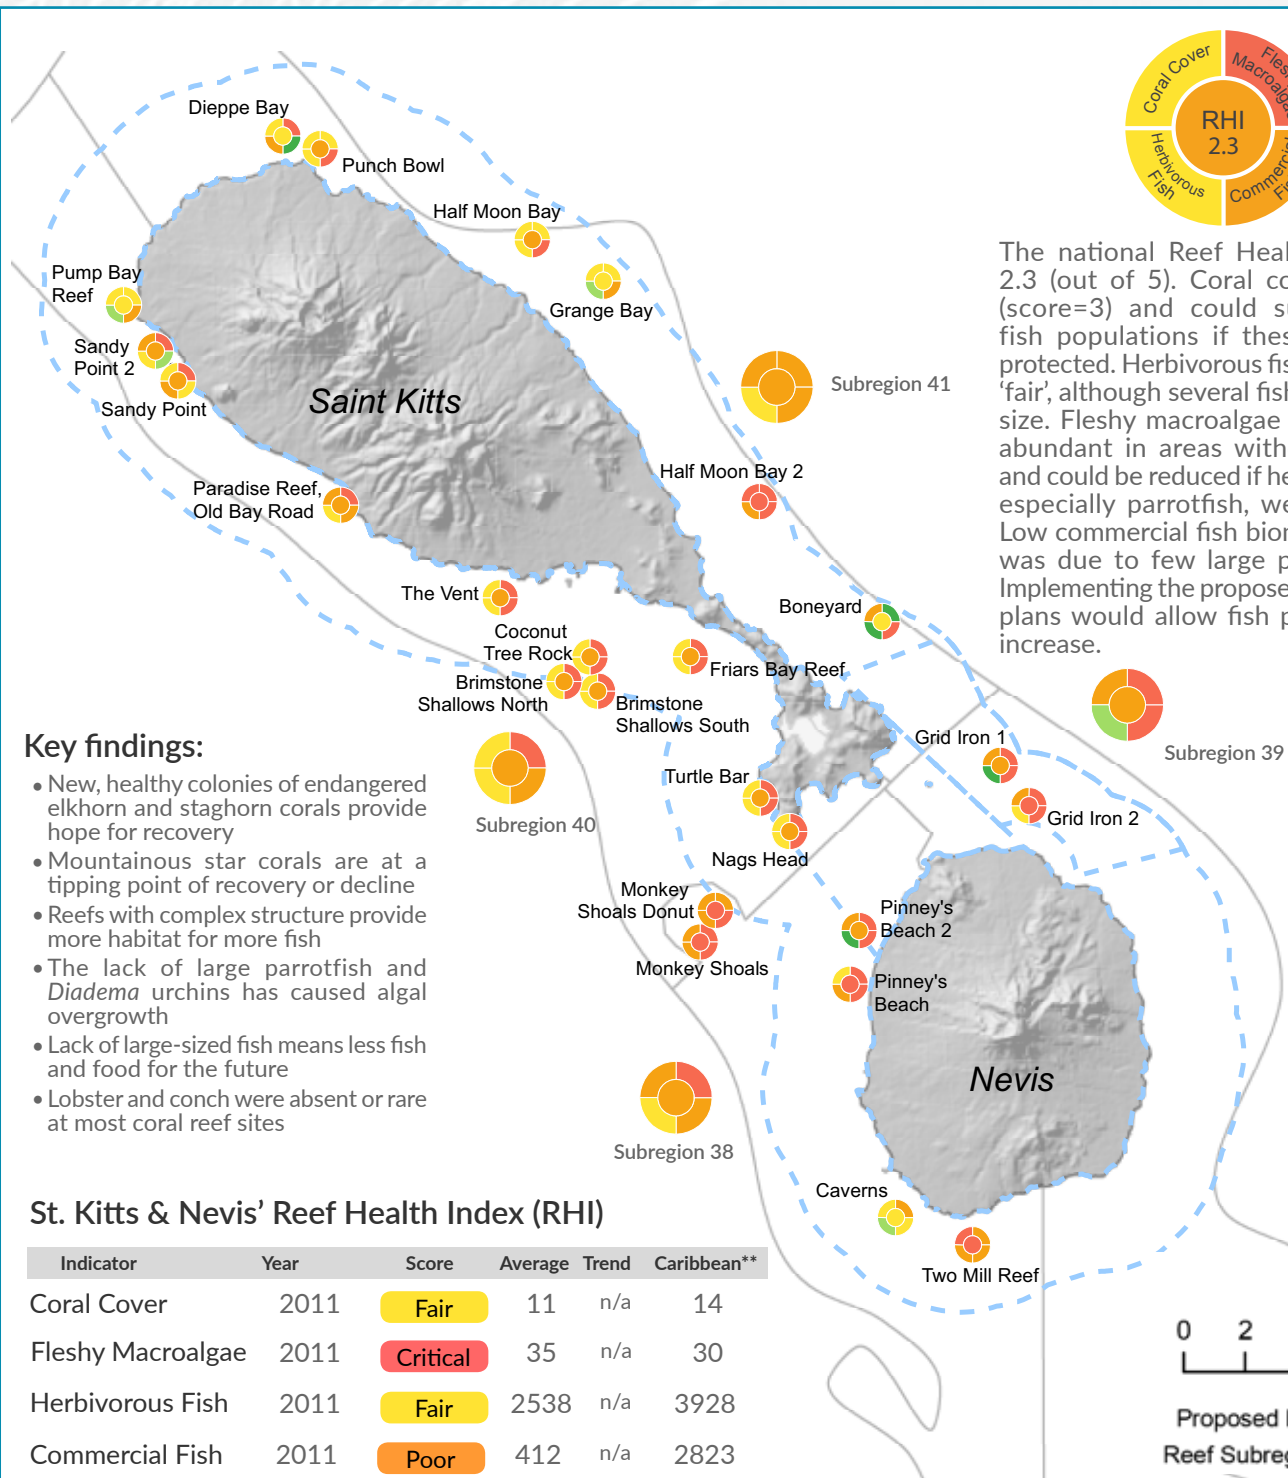 Coral Cover
Macroalgae
Herbivorous
Fish
Commercial
RHI
2.3
The national Reef
2.3 (out of 5). Coral
(score=3) and could
fish populations if
protected. Herbivorous
'fair', although several
size. Fleshy macroalgae
abundant in areas with
and could be reduced if
especially parrotfish,
Low commercial fish
was due to few large
Implementing the
plans would allow fish
increase.
Dieppe Bay
Punch Bowl
Half Moon Bay
Pump Bay
Reef
Grange Bay
Sandy
Point 2
Sandy Point
Saint Kitts
Subregion 41
Half Moon Bay 2
Paradise Reef,
Old Bay Road
The Vent
Boneyard
Coconut
Tree Rock
Friars Bay Reef
Brimstone
Shallows North
Brimstone
Shallows South
Subregion 39
Grid Iron 1
Turtle Bar
Grid Iron 2
Subregion 40
Nags Head
Monkey
Shoals Donut
Pinney's
Beach 2
Monkey Shoals
Pinney's
Beach
Nevis
Subregion 38
Caverns
Two Mill Reef
Key findings:
• New, healthy colonies of endangered
elkhorn and staghorn corals provide
hope for recovery
• Mountainous star corals are at a
tipping point of recovery or decline
• Reefs with complex structure provide
more habitat for more fish
• The lack of large parrotfish and
Diadema urchins has caused algal
overgrowth
• Lack of large-sized fish means less fish
and food for the future
• Lobster and conch were absent or rare
at most coral reef sites
St. Kitts & Nevis' Reef Health Index (RHI)
Indicator Year Score Average Trend Caribbean**
Coral Cover 2011 Fair 11 n/a 14
Fleshy Macroalgae 2011 Critical 35 n/a 30
Herbivorous Fish 2011 Fair 2538 n/a 3928
Commercial Fish 2011 Poor 412 n/a 2823
0 2
Proposed
Reef